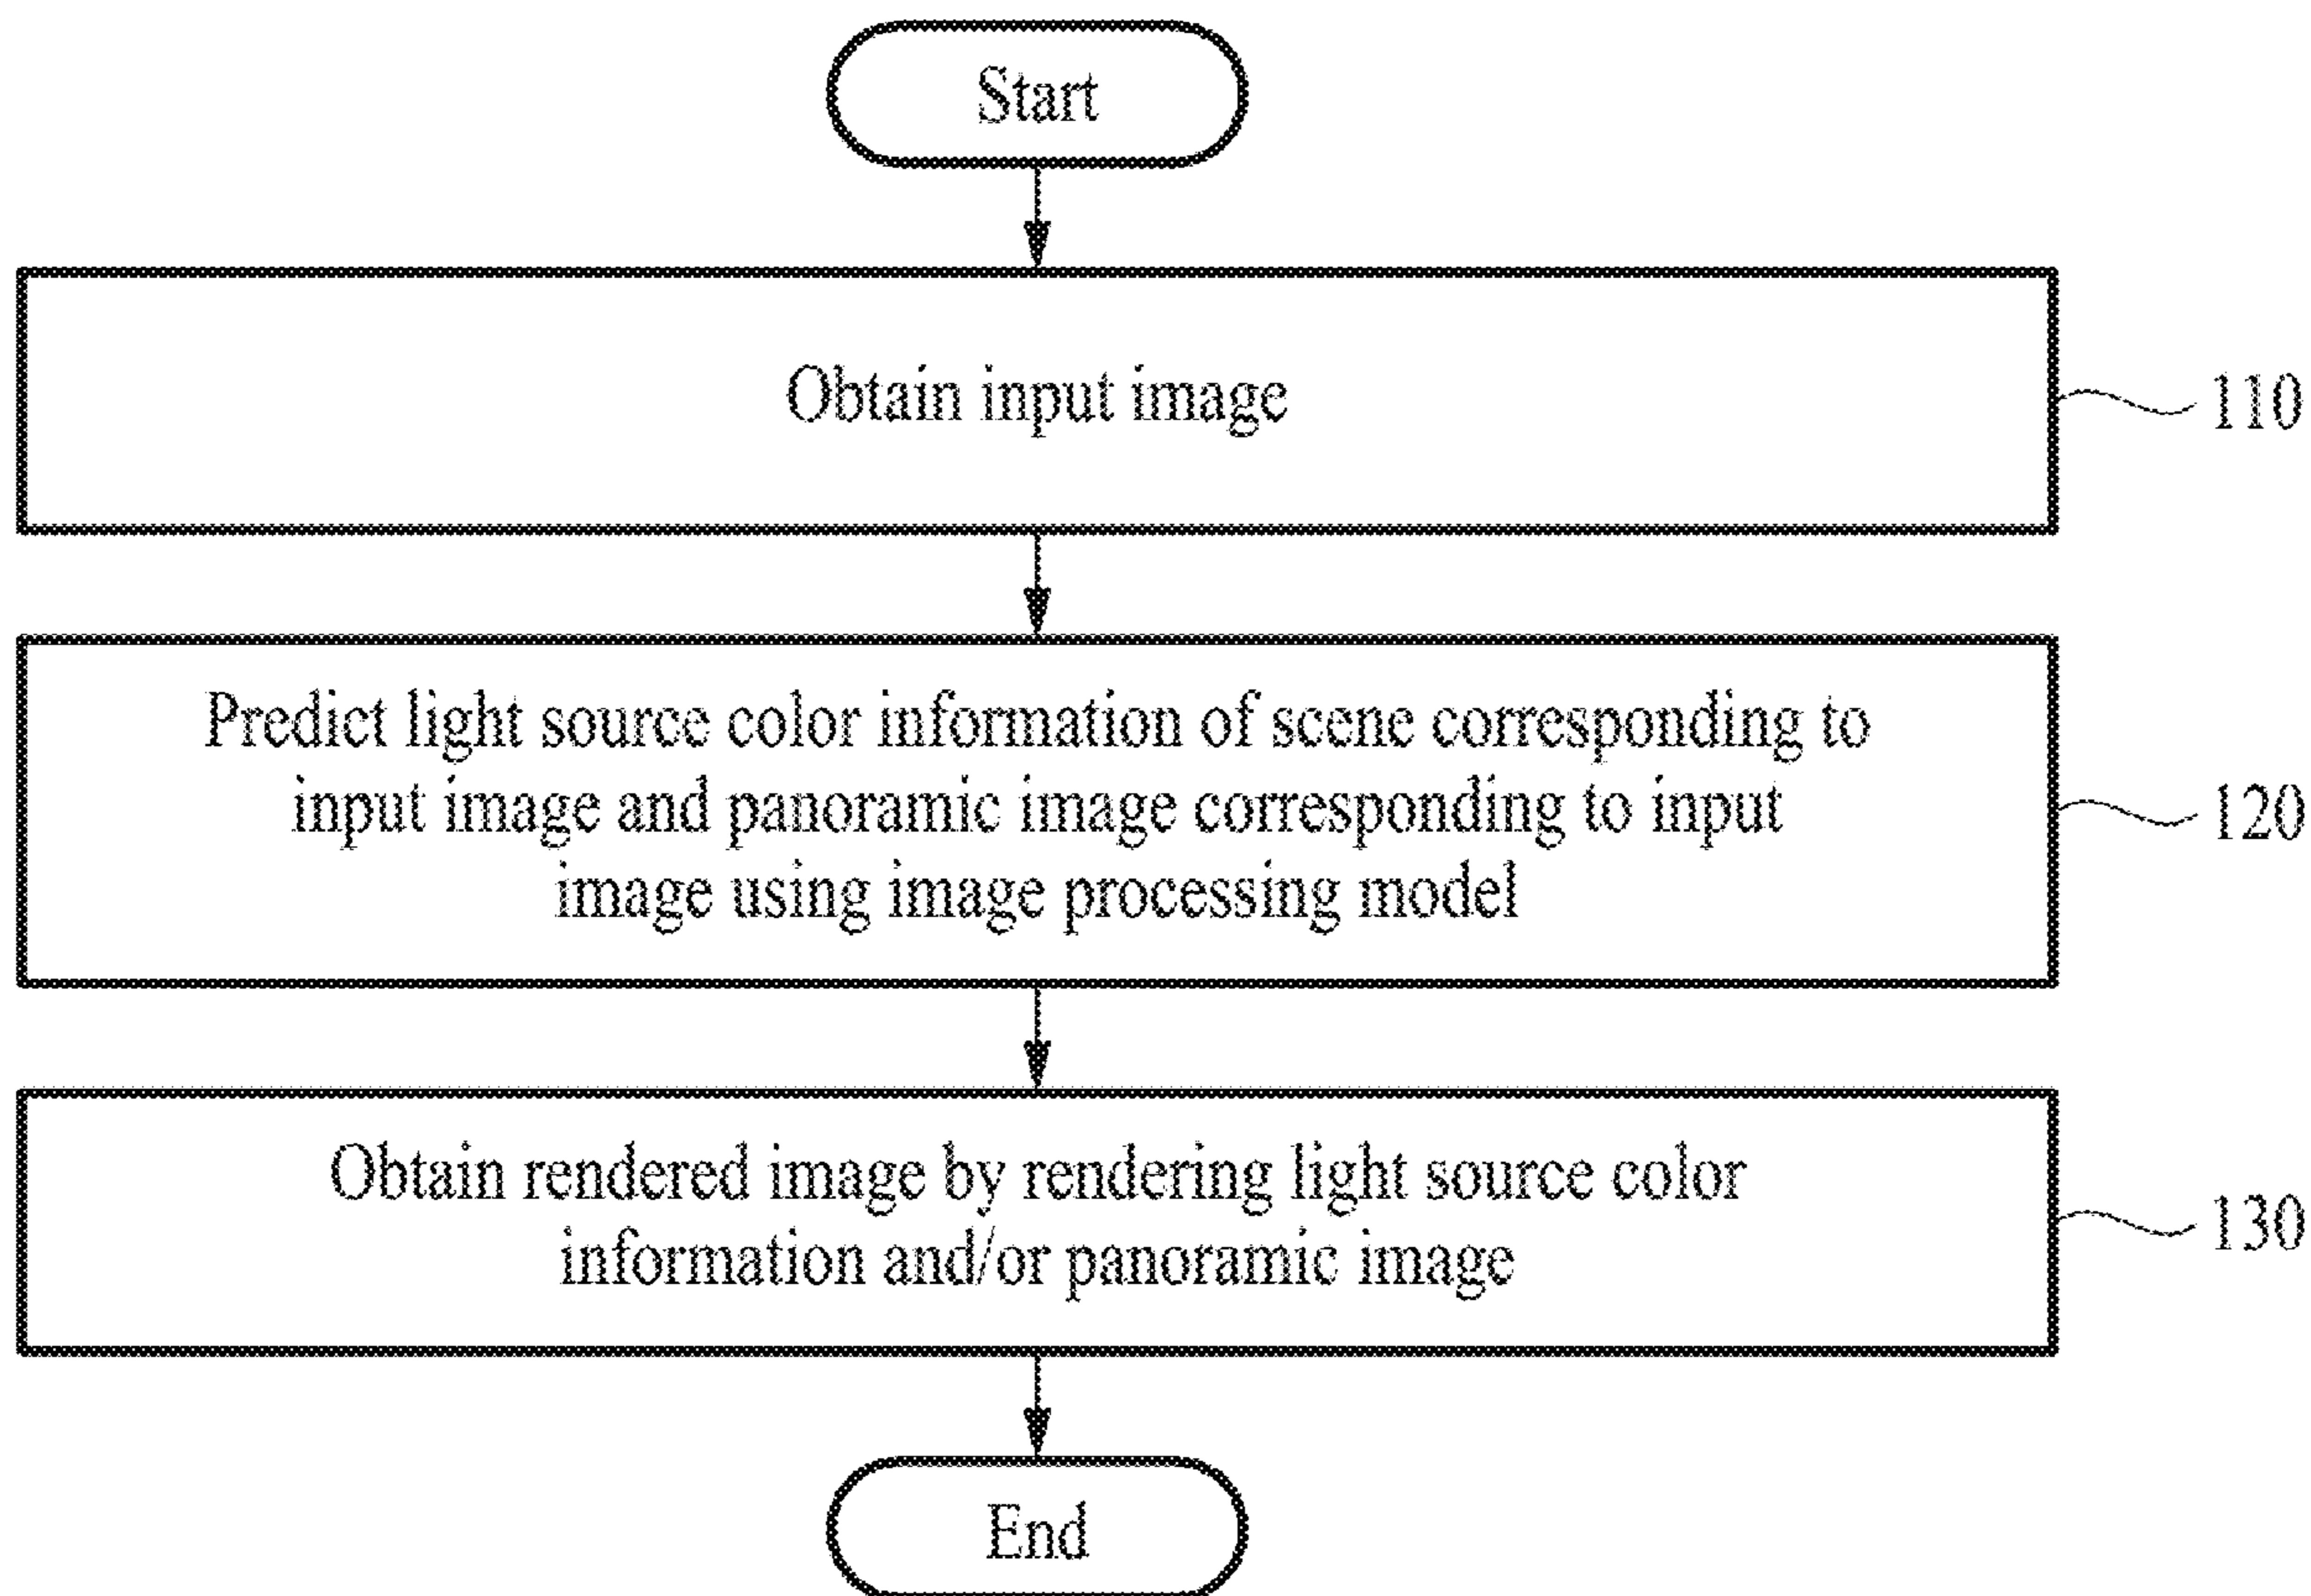 Start
Obtain input image
110
Predict light source color information of scene corresponding to
input image and panoramic image corresponding to input
image using image processing model
120
Obtain rendered image by rendering light source color
information and/or panoramic image
130
End